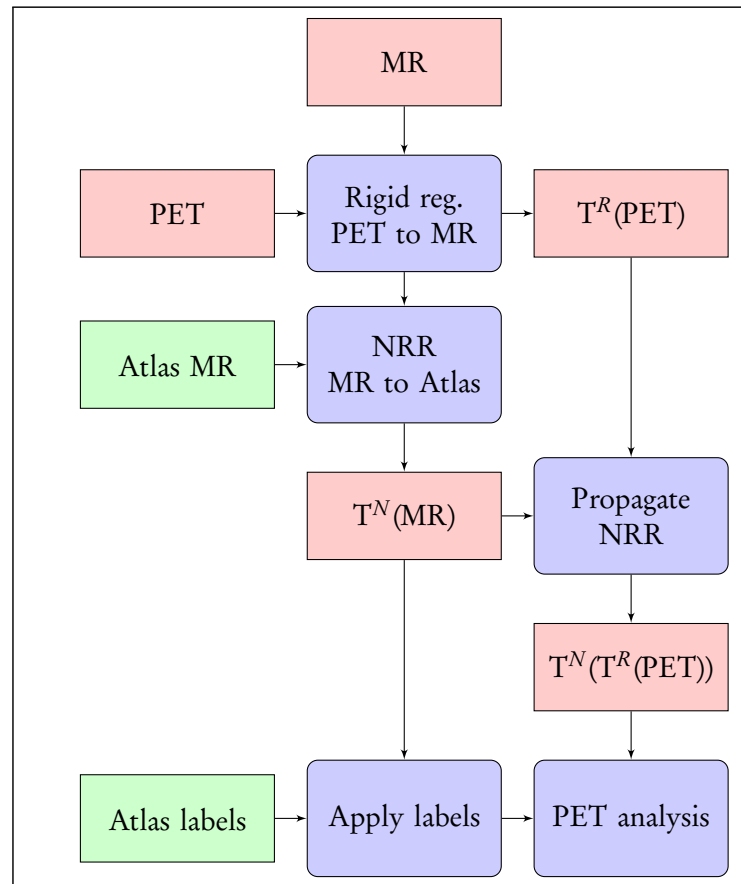 MR
PET
Rigid reg.
PET to MR
T^R(PET)
Atlas MR
NRR
MR to Atlas
T^N(MR)
Propagate
NRR
T^N(T^R(PET))
Atlas labels
Apply labels
PET analysis